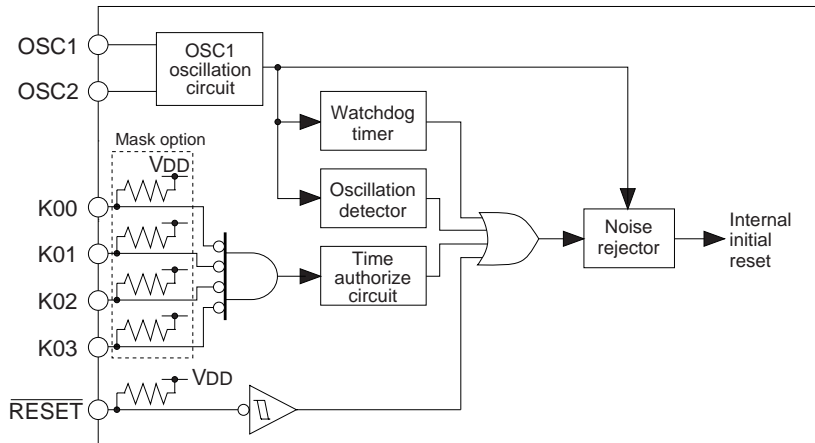 OSC1
OSC2
OSC1
oscillation
circuit
Watchdog
timer
Mask option
VDD
Oscillation
detector
K00
K01
K02
K03
Time
authorize
circuit
Noise
rejector
Internal
initial
reset
VDD
RESET